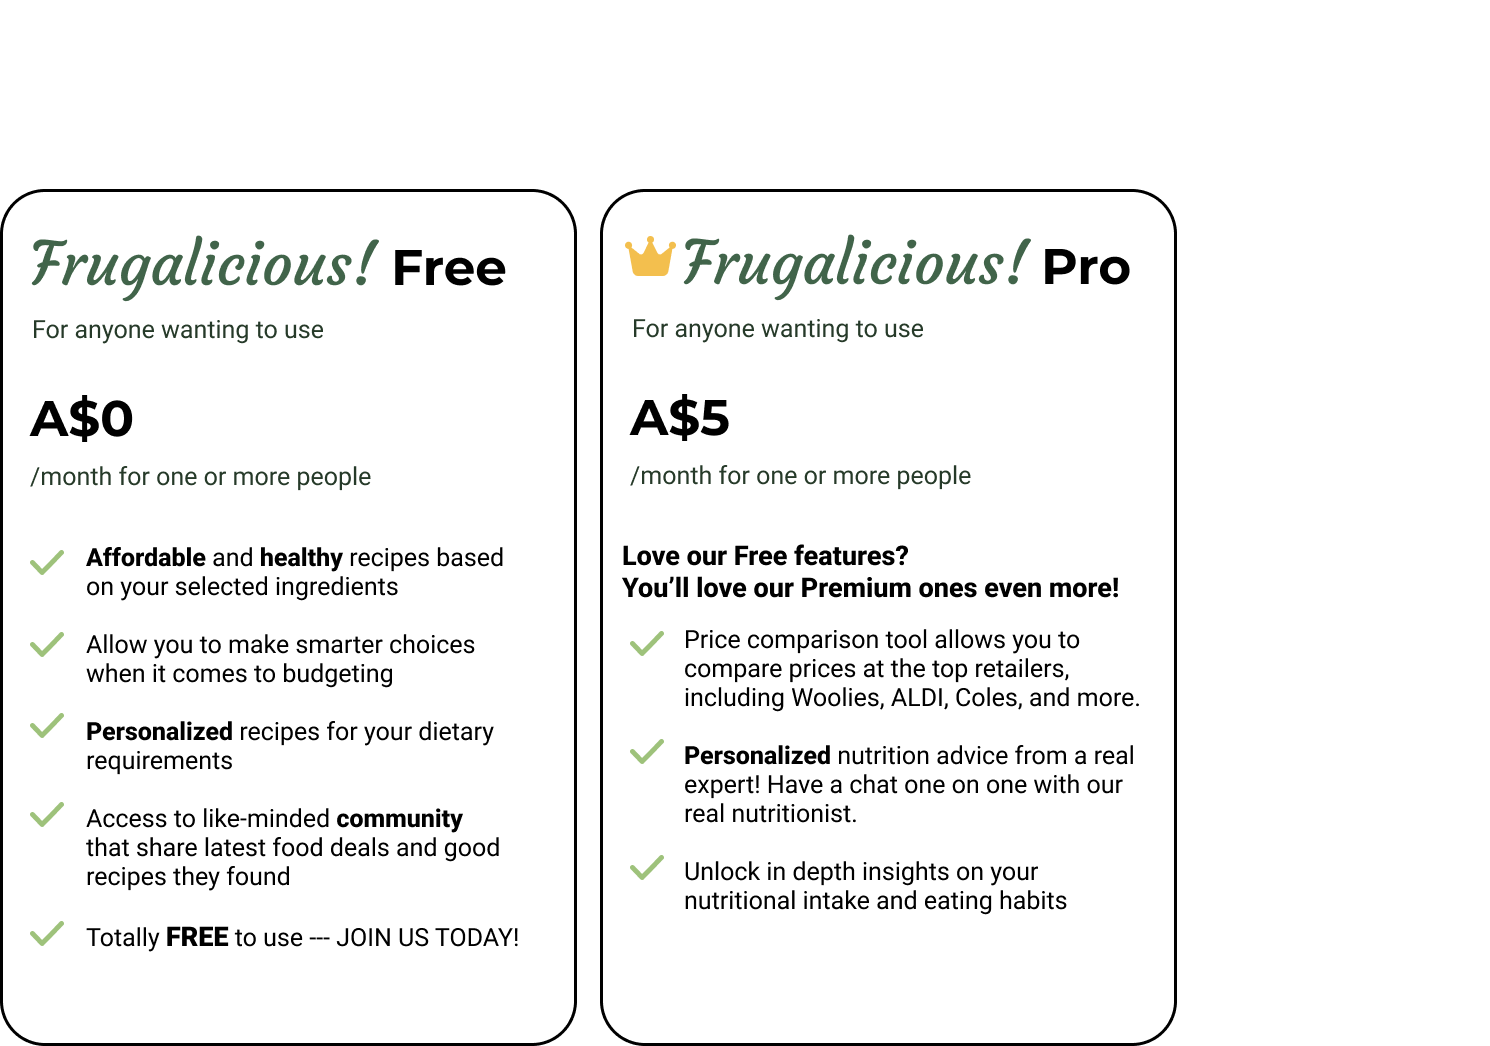 Frugalicious! Free
For anyone wanting to use
A$0
/month for one or more people
Affordable and healthy recipes based
on your selected ingredients
Allow you to make smarter choices
when it comes to budgeting
Personalized recipes for your dietary
requirements
Access to like-minded community
that share latest food deals and good
recipes they found
Totally FREE to use --- JOIN US TODAY!
Frugalicious! Pro
For anyone wanting to use
A$5
/month for one or more people
Love our Free features?
You’ll love our Premium ones even more!
Price comparison tool allows you to
compare prices at the top retailers,
including Woolies, ALDI, Coles, and more.
Personalized nutrition advice from a real
expert! Have a chat one on one with our
real nutritionist.
Unlock in depth insights on your
nutritional intake and eating habits